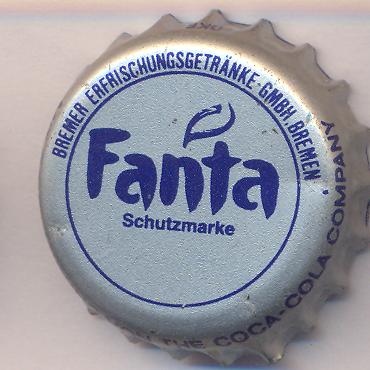 BREMER ERFRISCHUNGSGETRÄNKE-GMBH. BREMEN
Fanta
Schutzmarke
THE COCA-COLA COMPANY